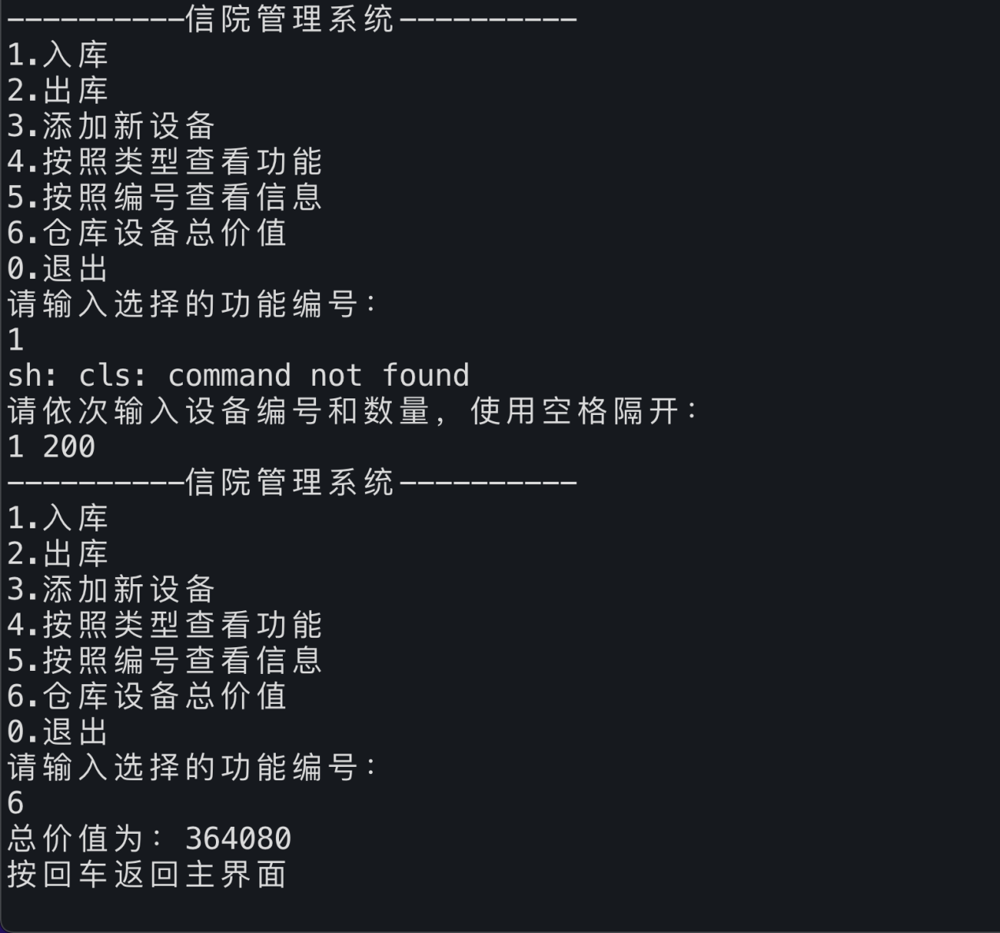 ----------信院管理系统----------
1.入库
2.出库
3.添加新设备
4.按照类型查看功能
5.按照编号查看信息
6.仓库设备总价值
0.退出
请输入选择的功能编号：
1
sh: cls: command not found
请依次输入设备编号和数量，使用空格隔开：
1 200
----------信院管理系统----------
1.入库
2.出库
3.添加新设备
4.按照类型查看功能
5.按照编号查看信息
6.仓库设备总价值
0.退出
请输入选择的功能编号：
6
总价值为：364080
按回车返回主界面